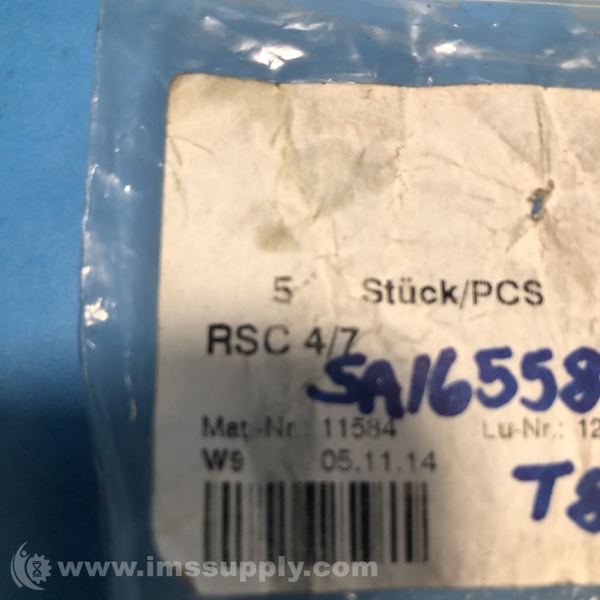 5 Stück/PCS
RSC 4/7
SA16558
Mat.-Nr.: 11584 Lu-Nr.: 12
W9 05.11.14
T8
www.imssupply.com